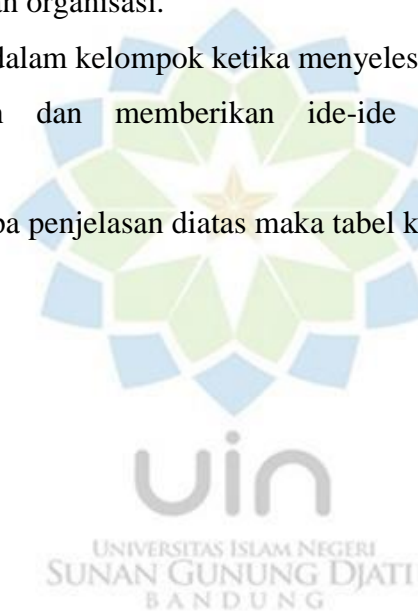 n organisasi.
dalam kelompok ketika menyeles
n dan memberikan ide-ide
pa penjelasan diatas maka tabel k
uin
UNIVERSITAS ISLAM NEGERI
SUNAN GUNUNG DJATI
BANDUNG